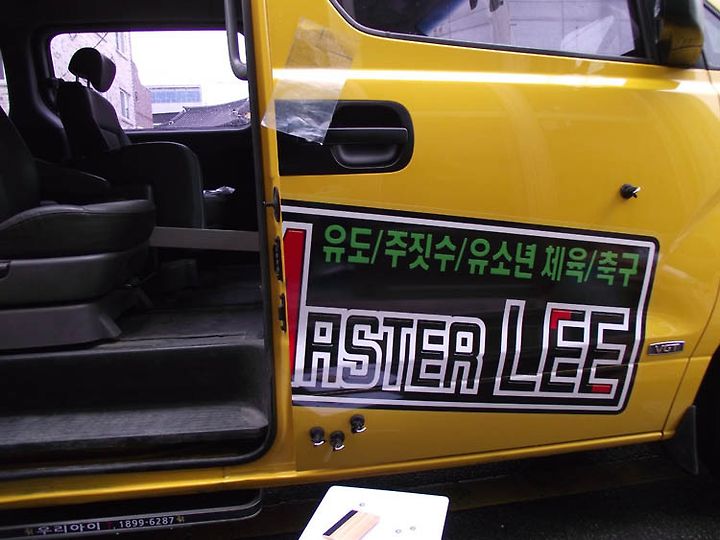 유도/주짓수/유소년 체육/축구
MASTER LEE
VGT
우리아이 1899-6287